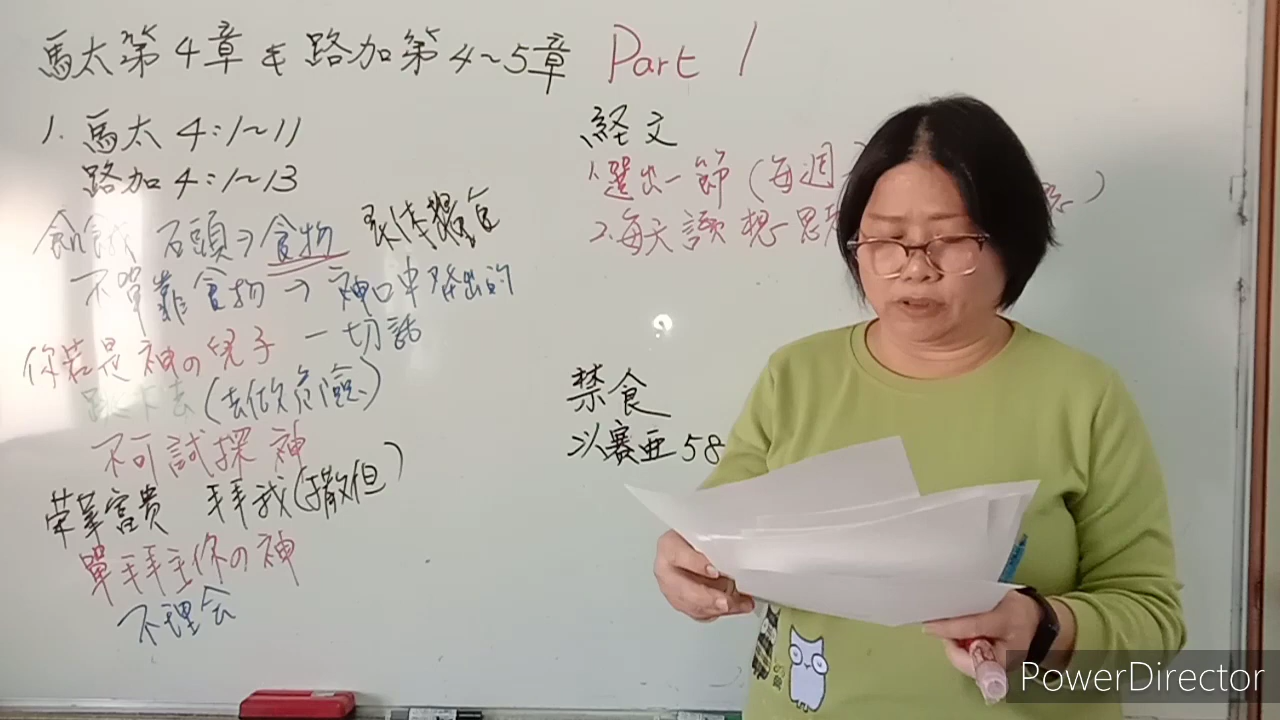 馬太第4章 & 路加第4~5章 Part 1
1. 馬太 4:1~11
路加 4:1~13
飢餓 石頭→食物
不單靠食物→神口中 出的
一切話
你若是神の兒子
跳下去(去做危險)
不可試探神
荣華富贵 拜我(撒但)
單拜主你の神
不理会
経文
1.選出一節(每週
2.每天讀 想 思
禁食
以賽亜58
PowerDirector